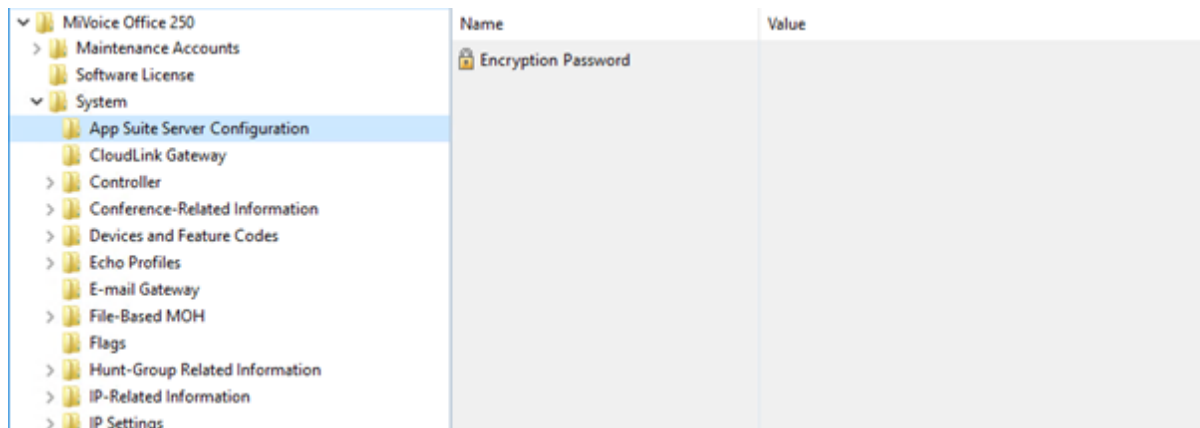 MiVoice Office 250
Maintenance Accounts
Software License
System
App Suite Server Configuration
CloudLink Gateway
Controller
Conference-Related Information
Devices and Feature Codes
Echo Profiles
E-mail Gateway
File-Based MOH
Flags
Hunt-Group Related Information
IP-Related Information
IP Settings
Name Value
Encryption Password